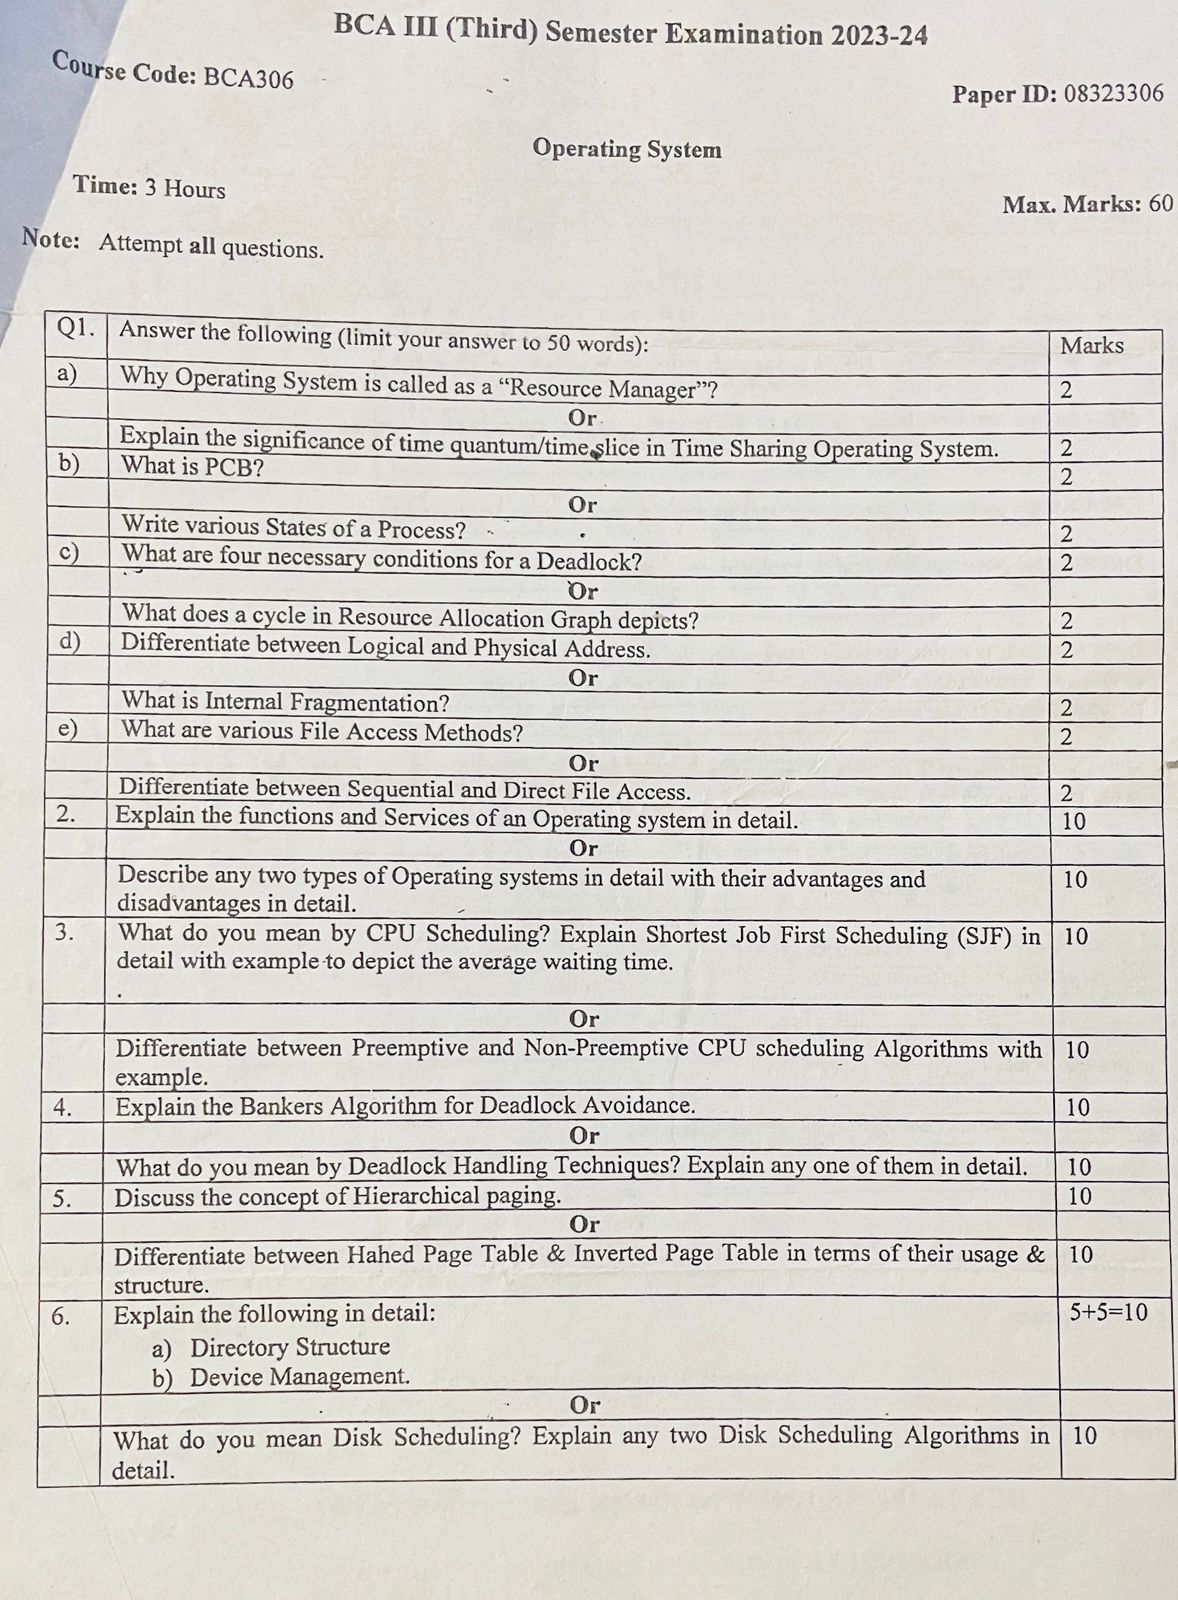 BCA III (Third) Semester Examination 2023-24
Course Code: BCA306
Paper ID: 08323306
Operating System
Time: 3 Hours
Max. Marks: 60
Note: Attempt all questions.
Q1. Answer the following (limit your answer to 50 words): Marks
a) Why Operating System is called as a “Resource Manager”? 2
Or
Explain the significance of time quantum/time slice in Time Sharing Operating System. 2
b) What is PCB? 2
Or
Write various States of a Process? 2
c) What are four necessary conditions for a Deadlock? 2
Or
What does a cycle in Resource Allocation Graph depicts? 2
d) Differentiate between Logical and Physical Address. 2
Or
What is Internal Fragmentation? 2
e) What are various File Access Methods? 2
Or
Differentiate between Sequential and Direct File Access. 2
2. Explain the functions and Services of an Operating system in detail. 10
Or
Describe any two types of Operating systems in detail with their advantages and 10
disadvantages in detail.
3. What do you mean by CPU Scheduling? Explain Shortest Job First Scheduling (SJF) in 10
detail with example to depict the average waiting time.
Or
Differentiate between Preemptive and Non-Preemptive CPU scheduling Algorithms with 10
example.
4. Explain the Bankers Algorithm for Deadlock Avoidance. 10
Or
What do you mean by Deadlock Handling Techniques? Explain any one of them in detail. 10
5. Discuss the concept of Hierarchical paging. 10
Or
Differentiate between Hahed Page Table & Inverted Page Table in terms of their usage & 10
structure.
6. Explain the following in detail: 5+5=10
a) Directory Structure
b) Device Management.
Or
What do you mean Disk Scheduling? Explain any two Disk Scheduling Algorithms in 10
detail.